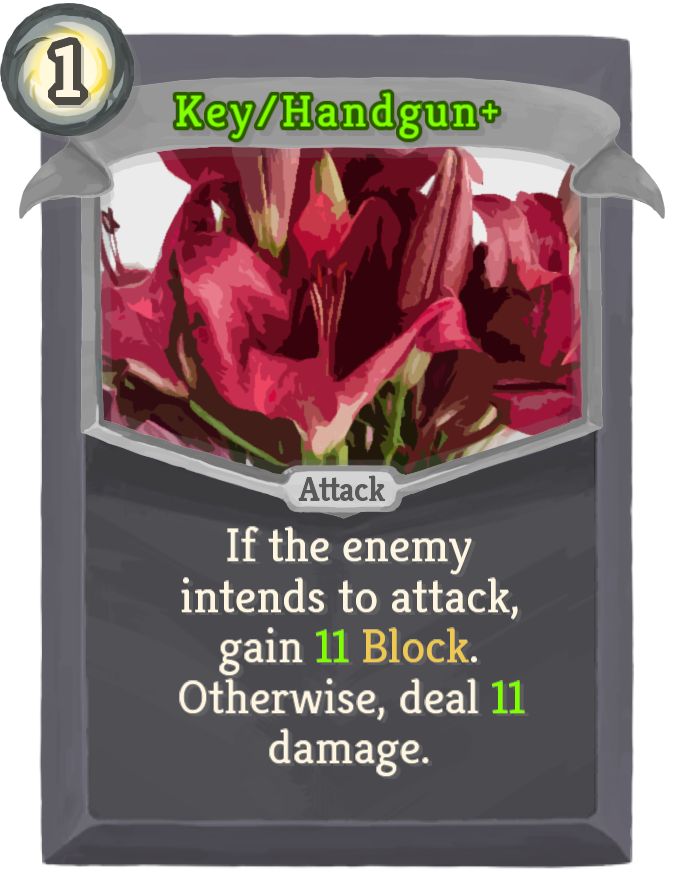 1
Key/Handgun+
Attack
If the enemy
intends to attack,
gain 11 Block.
Otherwise, deal 11
damage.